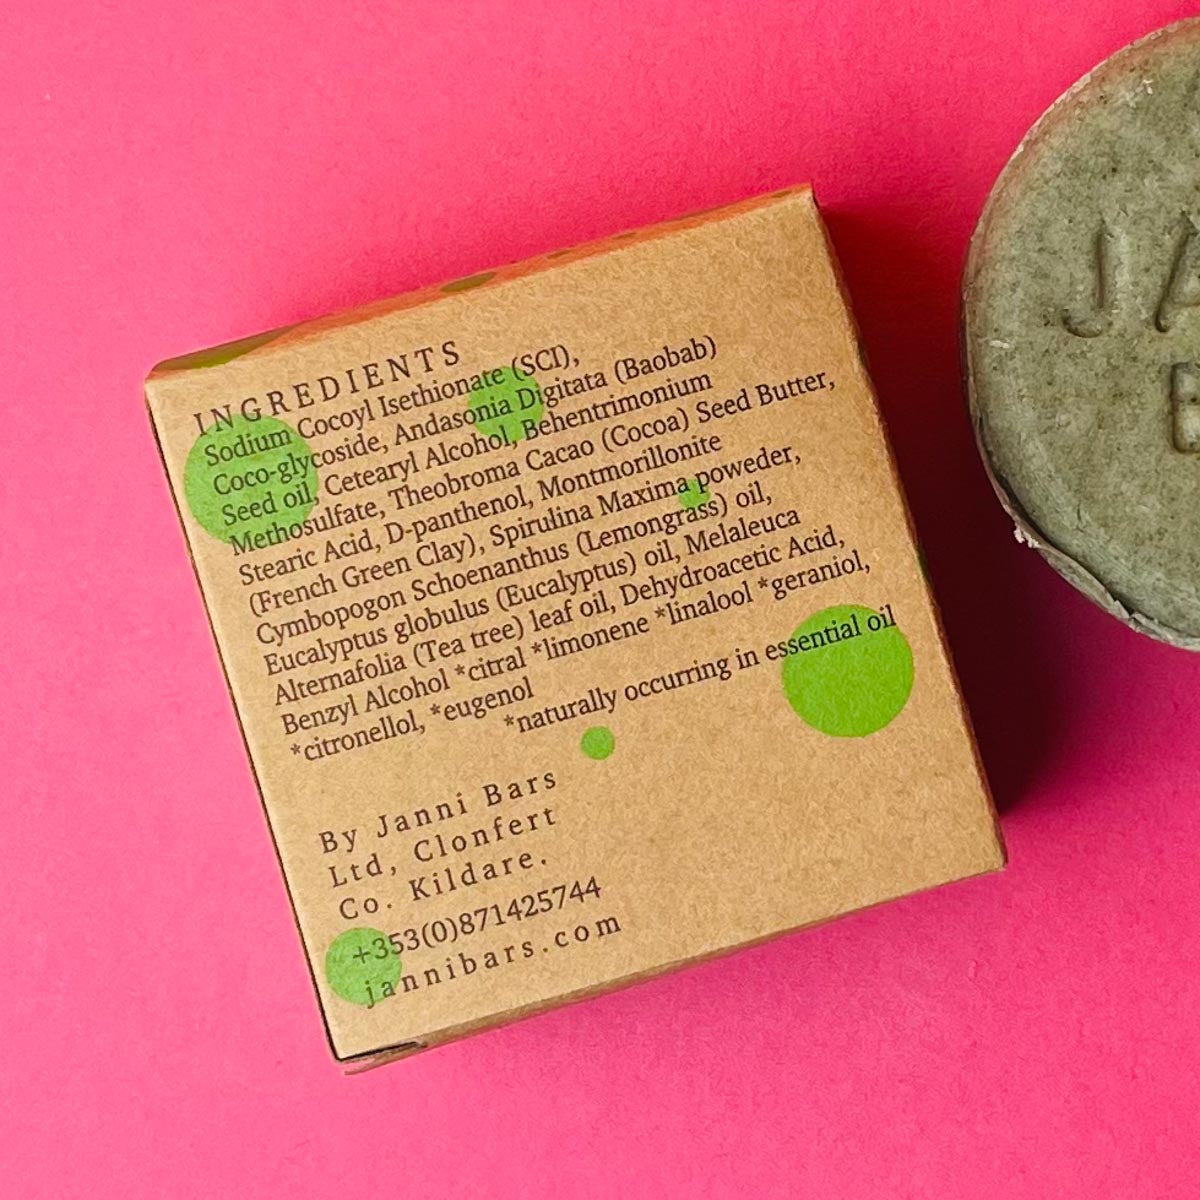 INGREDIENTS
Sodium Cocoyl Isethionate (SCI),
Coco-glycoside, Andasonia Digitata (Baobab)
Seed oil, Cetearyl Alcohol, Behentrimonium
Methosulfate, Theobroma Cacao (Cocoa) Seed Butter,
Stearic Acid, D-panthenol, Montmorillonite
(French Green Clay), Spirulina Maxima poweder,
Cymbopogon Schoenanthus (Lemongrass) oil,
Eucalyptus globulus (Eucalyptus) oil, Melaleuca
Alternafolia (Tea tree) leaf oil, Dehydroacetic Acid,
Benzyl Alcohol *citral *limonene *linalool *geraniol,
*citronellol, *eugenol
*naturally occurring in essential oil
By Janni Bars
Ltd, Clonfert
Co. Kildare.
+353(0)871425744
jannibars.com
JA